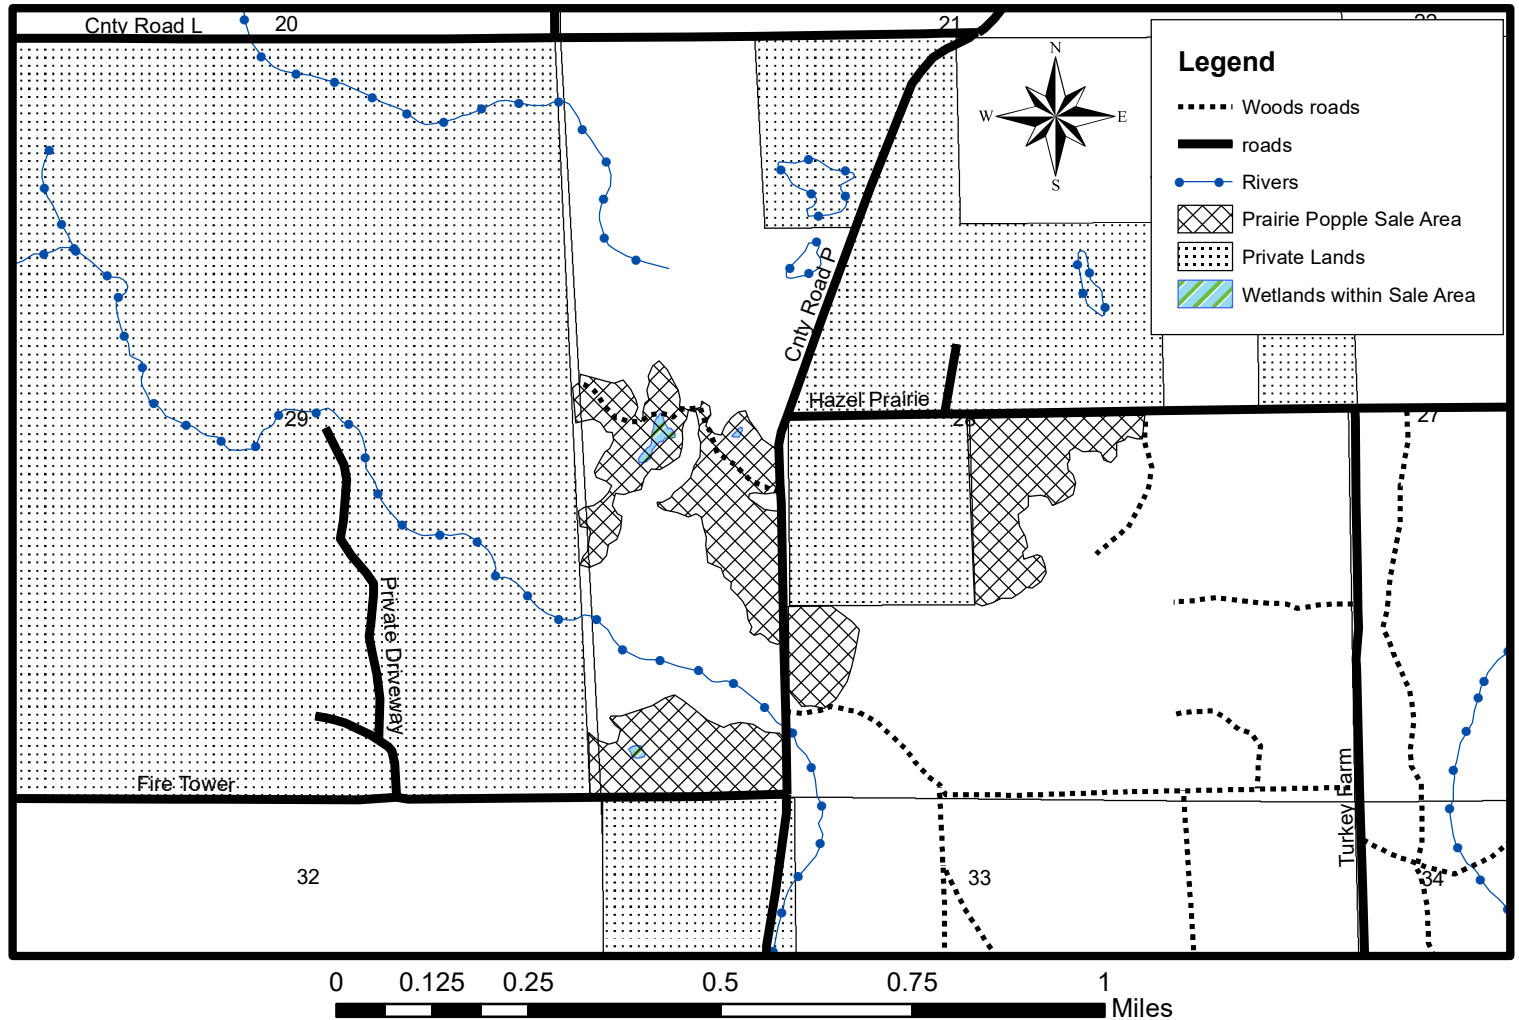 Cnty Road L
20
21
N
W
E
S
Legend
Woods roads
roads
Rivers
Prairie Popple Sale Area
Private Lands
Wetlands within Sale Area
Cnty Road P
Hazel Prairie
29
27
Private Driveway
Fire Tower
Turkey Farm
32
33
34
0
0.125
0.25
0.5
0.75
1
Miles